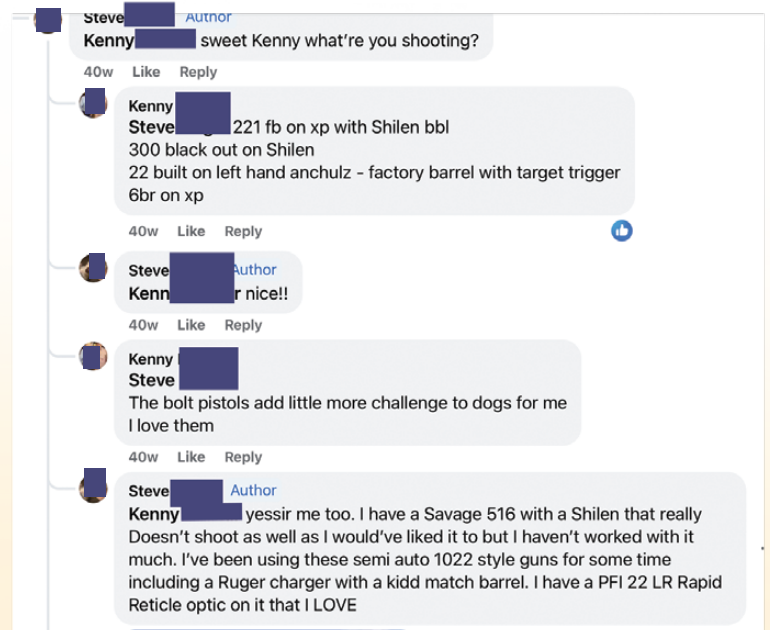 Steve Author
Kenny sweet Kenny what're you shooting?
40w Like Reply
Kenny
Steve 221 fb on xp with Shilen bbl
300 black out on Shilen
22 built on left hand anchulz - factory barrel with target trigger
6br on xp
40w Like Reply
Steve Author
Kenn r nice!!
40w Like Reply
Kenny
Steve
The bolt pistols add little more challenge to dogs for me
I love them
40w Like Reply
Steve Author
Kenny yessir me too. I have a Savage 516 with a Shilen that really
Doesn't shoot as well as I would've liked it to but I haven't worked with it
much. I've been using these semi auto 1022 style guns for some time
including a Ruger charger with a kidd match barrel. I have a PFI 22 LR Rapid
Reticle optic on it that I LOVE